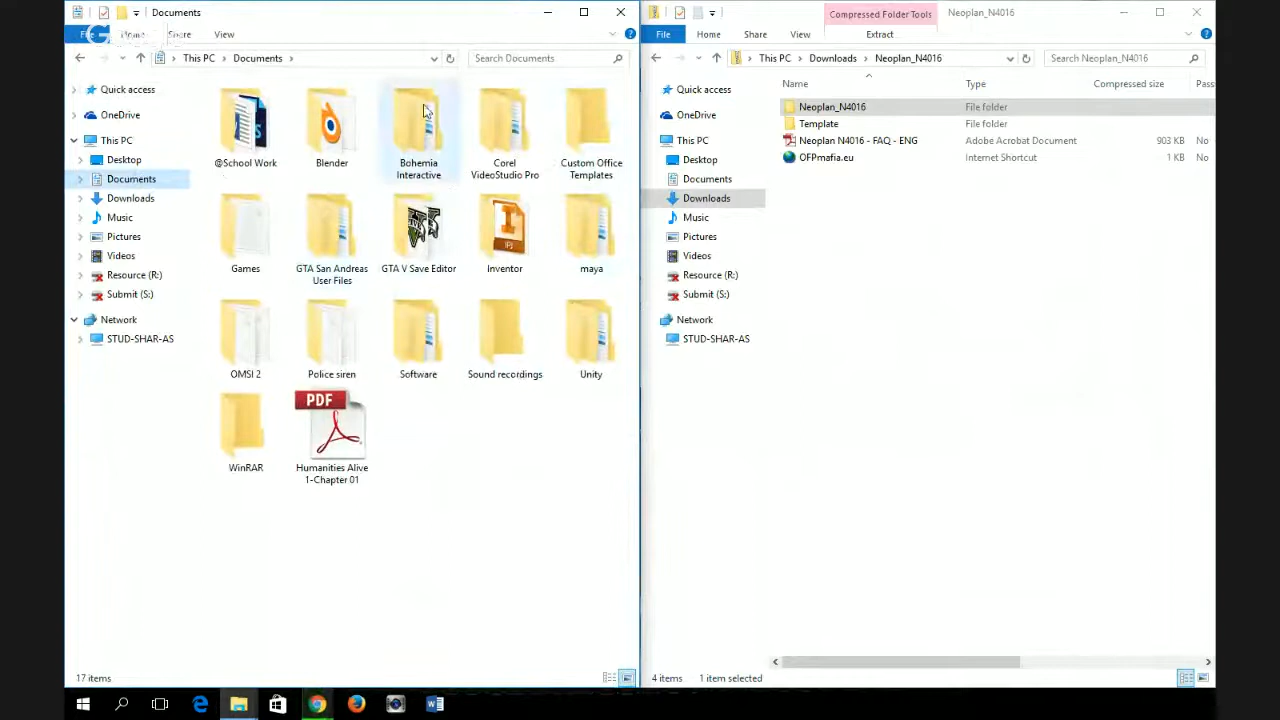 Documents
File
Home
Share
View
This PC
Documents
Search Documents
Quick access
OneDrive
This PC
Desktop
Documents
Downloads
Music
Pictures
Videos
Resource (R:)
Submit (S:)
Network
STUD-SHAR-AS
@School Work
Blender
Bohemia
Interactive
Corel
VideoStudio Pro
Custom Office
Templates
Games
GTA San Andreas
User Files
GTA V Save Editor
Inventor
maya
OMSI 2
Police siren
Software
Sound recordings
Unity
WinRAR
PDF
Humanities Alive
1-Chapter 01
17 items
Compressed Folder Tools
Neoplan_N4016
File
Home
Share
View
Extract
This PC
Downloads
Neoplan_N4016
Search Neoplan_N4016
Quick access
OneDrive
This PC
Desktop
Documents
Downloads
Music
Pictures
Videos
Resource (R:)
Submit (S:)
Network
STUD-SHAR-AS
Name Type Compressed size Pass
Neoplan_N4016 File folder
Template File folder
Neoplan N4016 - FAQ - ENG Adobe Acrobat Document 903 KB No
OFPmafia.eu Internet Shortcut 1 KB No
4 items 1 item selected